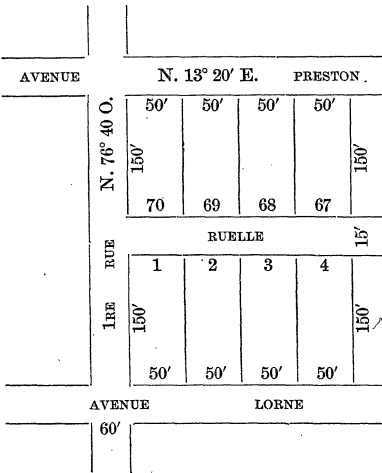 AVENUE N. 13° 20′ E. PRESTON.
50′ 50′ 50′ 50′
N. 76° 40 O.
150′ 150′
70 69 68 67
RUELLE 15′
1RE RUE
1 2 3 4
150′ 150′
50′ 50′ 50′ 50′
AVENUE LORNE
60′